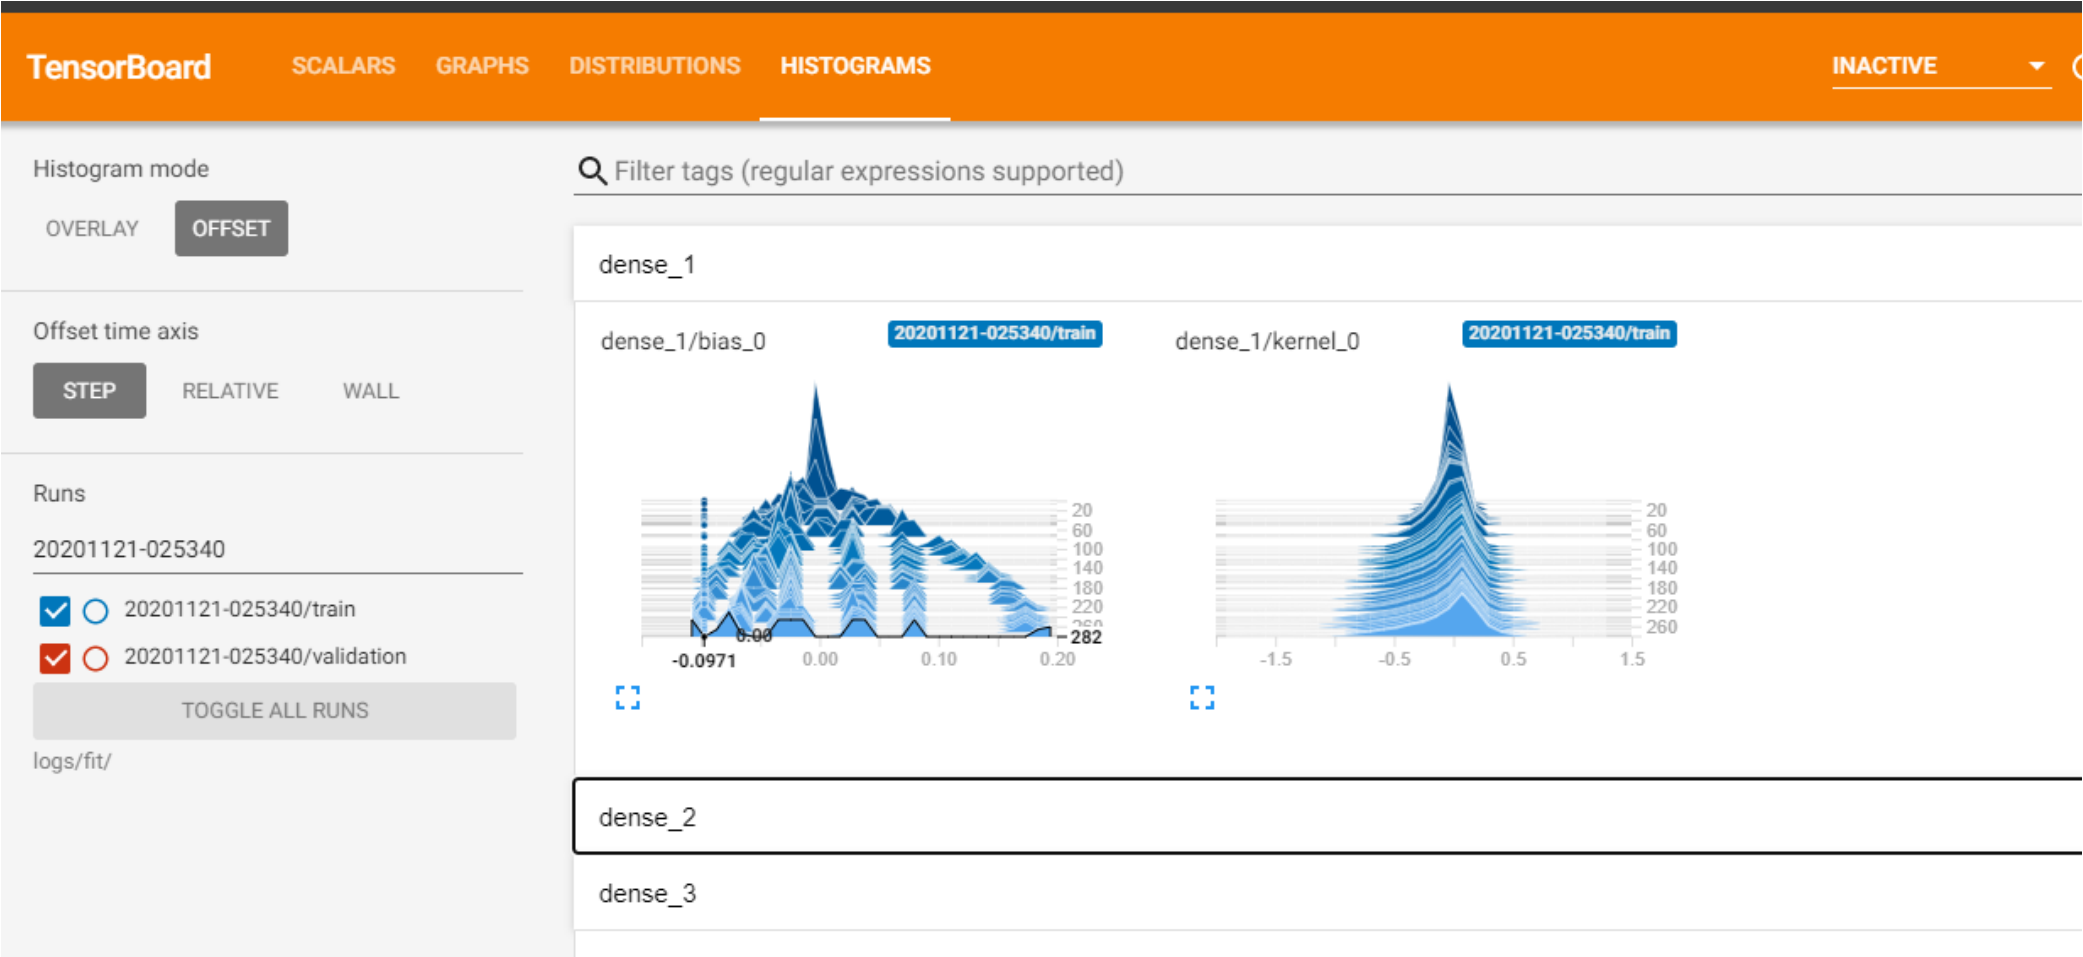 TensorBoard SCALARS GRAPHS DISTRIBUTIONS HISTOGRAMS INACTIVE
Histogram mode
OVERLAY OFFSET
Offset time axis
STEP RELATIVE WALL
Runs
20201121-025340
20201121-025340/train
20201121-025340/validation
TOGGLE ALL RUNS
logs/fit/
Filter tags (regular expressions supported)
dense_1
dense_1/bias_0 20201121-025340/train
20
60
100
140
180
220
260
282
0.00
-0.0971 0.00 0.10 0.20
dense_1/kernel_0 20201121-025340/train
20
60
100
140
180
220
260
-1.5 -0.5 0.5 1.5
dense_2
dense_3